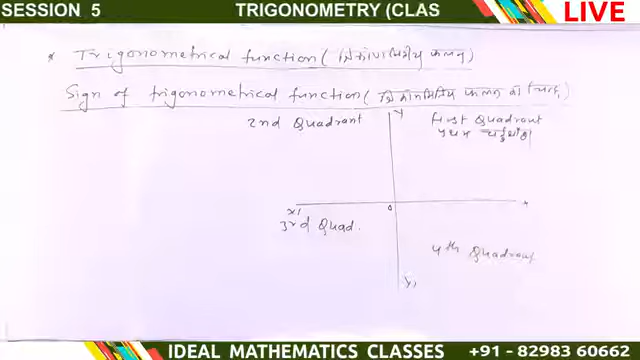 SESSION 5
TRIGONOMETRY (CLAS
LIVE
* Trigonometrical function (त्रिकोणमितीय फलन)
Sign of trigonometrical function (त्रिकोणमितिय फलन का चिन्ह)
Y
2nd Quadrant
First Quadrant
प्रथम चतुर्थांश
X'
O
X
3rd Quad.
4th Quadrant
Y'
IDEAL MATHEMATICS CLASSES
+91 - 82983 60662